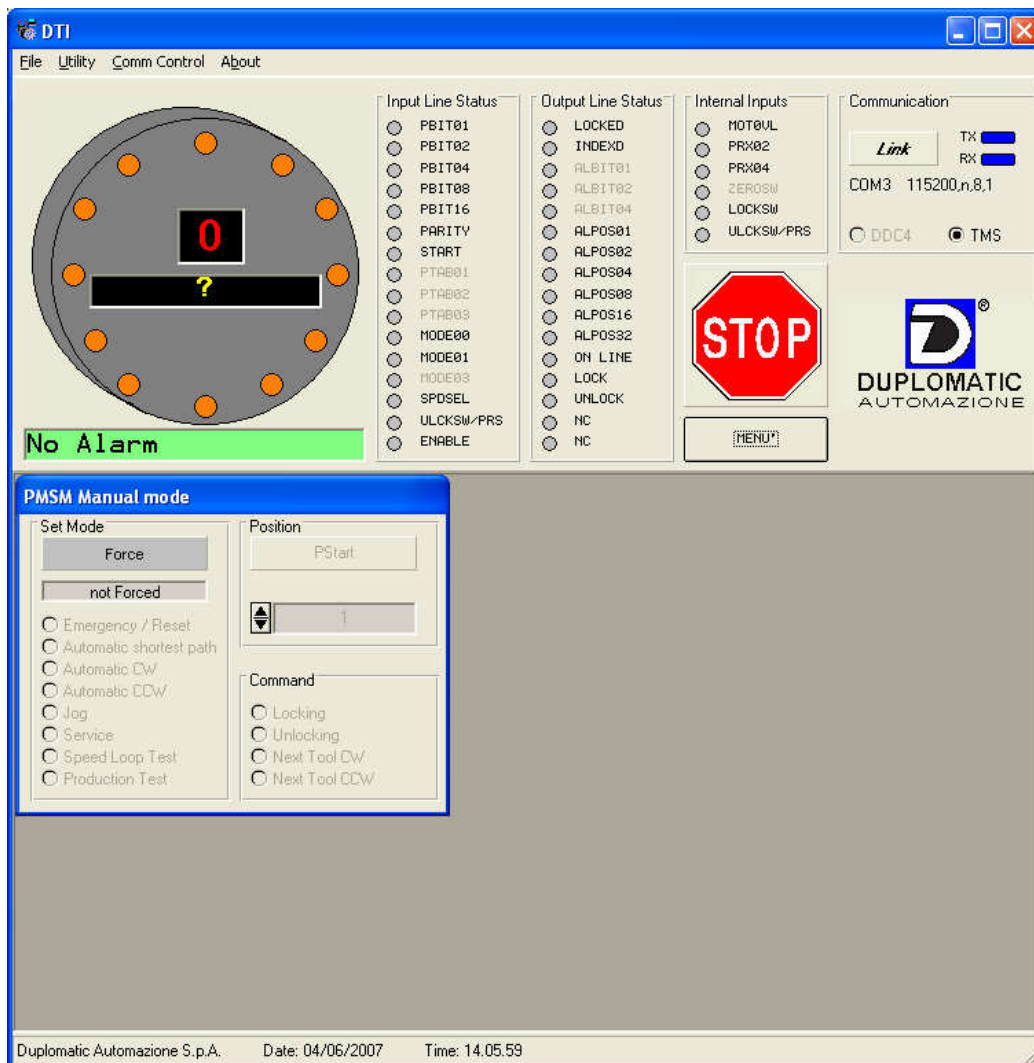 DTI
File Utility Comm Control About
0
?
No Alarm
Input Line Status
PBIT01
PBIT02
PBIT04
PBIT08
PBIT16
PARITY
START
PTAB01
PTAB02
PTAB03
MODE00
MODE01
MODE03
SPDSEL
ULCKSW/PRS
ENABLE
Output Line Status
LOCKED
INDEXD
ALBIT01
ALBIT02
ALBIT04
ALPOS01
ALPOS02
ALPOS04
ALPOS08
ALPOS16
ALPOS32
ON LINE
LOCK
UNLOCK
NC
NC
Internal Inputs
MOTOVL
PRX02
PRX04
ZEROSW
LOCKSW
ULCKSW/PRS
STOP
MENU'
Communication
Link
TX
RX
COM3 115200,n,8,1
DDC4 TMS
D ®
DUPLOMATIC
AUTOMAZIONE
PMSM Manual mode
Set Mode
Force
not Forced
Emergency / Reset
Automatic shortest path
Automatic CW
Automatic CCW
Jog
Service
Speed Loop Test
Production Test
Position
PStart
1
Command
Locking
Unlocking
Next Tool CW
Next Tool CCW
Duplomatic Automazione S.p.A. Date: 04/06/2007 Time: 14.05.59